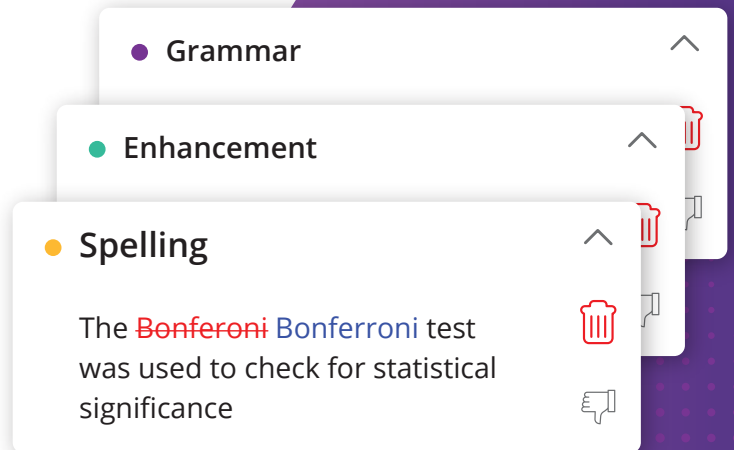 Grammar
Enhancement
Spelling
The Bonferoni Bonferroni test
was used to check for statistical
significance